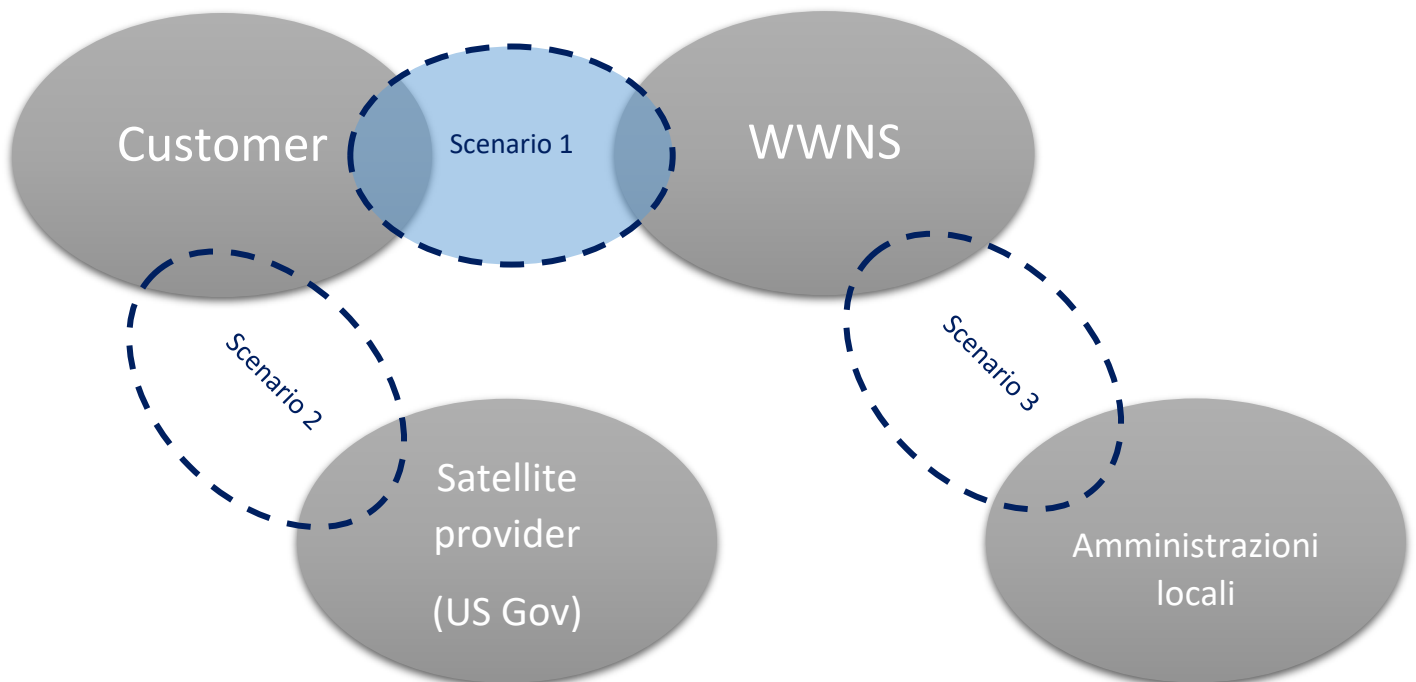 Customer
Scenario 1
WWNS
Scenario 2
Scenario 3
Satellite
provider
(US Gov)
Amministrazioni
locali